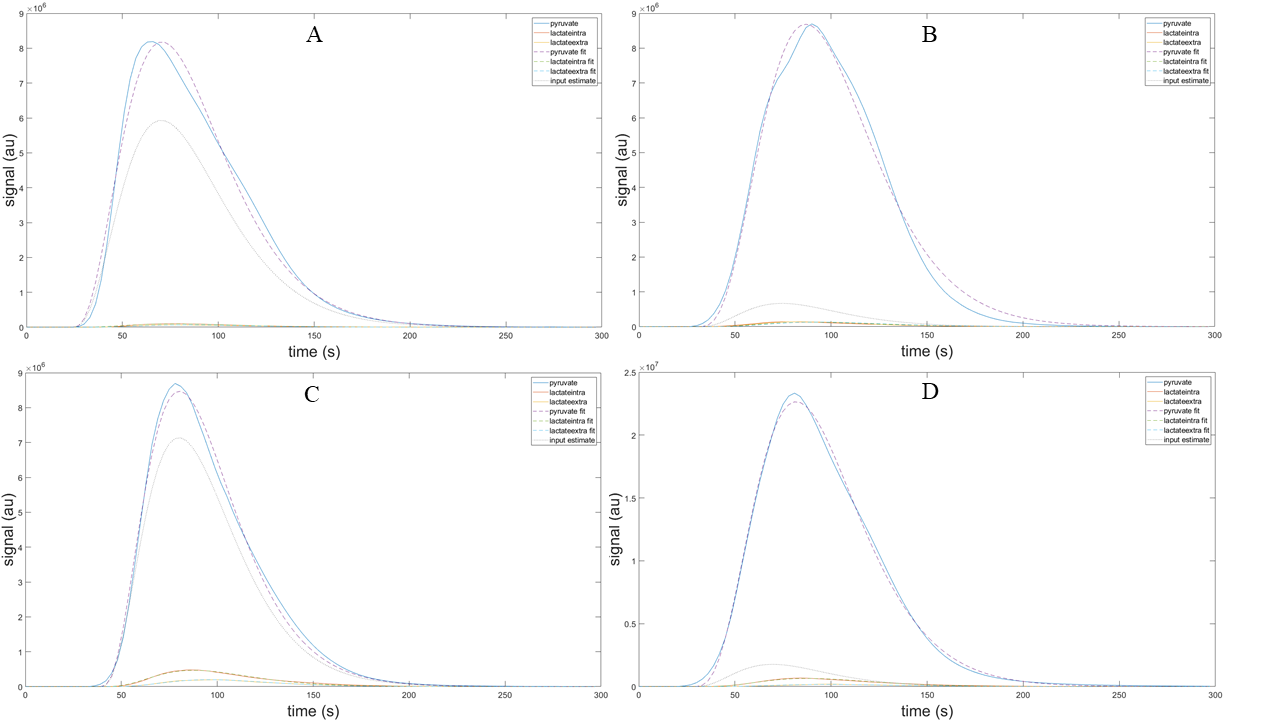 ×10⁶
A
signal (au)
9
8
7
6
5
4
3
2
1
0
0
50
100
150
200
250
300
time (s)
pyruvate
lactateintra
lactateextra
pyruvate fit
lactateintra fit
lactateextra fit
input estimate
×10⁶
B
signal (au)
9
8
7
6
5
4
3
2
1
0
0
50
100
150
200
250
300
time (s)
pyruvate
lactateintra
lactateextra
pyruvate fit
lactateintra fit
lactateextra fit
input estimate
×10⁶
C
signal (au)
9
8
7
6
5
4
3
2
1
0
0
50
100
150
200
250
300
time (s)
pyruvate
lactateintra
lactateextra
pyruvate fit
lactateintra fit
lactateextra fit
input estimate
×10⁷
D
signal (au)
2.5
2
1.5
1
0.5
0
0
50
100
150
200
250
300
time (s)
pyruvate
lactateintra
lactateextra
pyruvate fit
lactateintra fit
lactateextra fit
input estimate